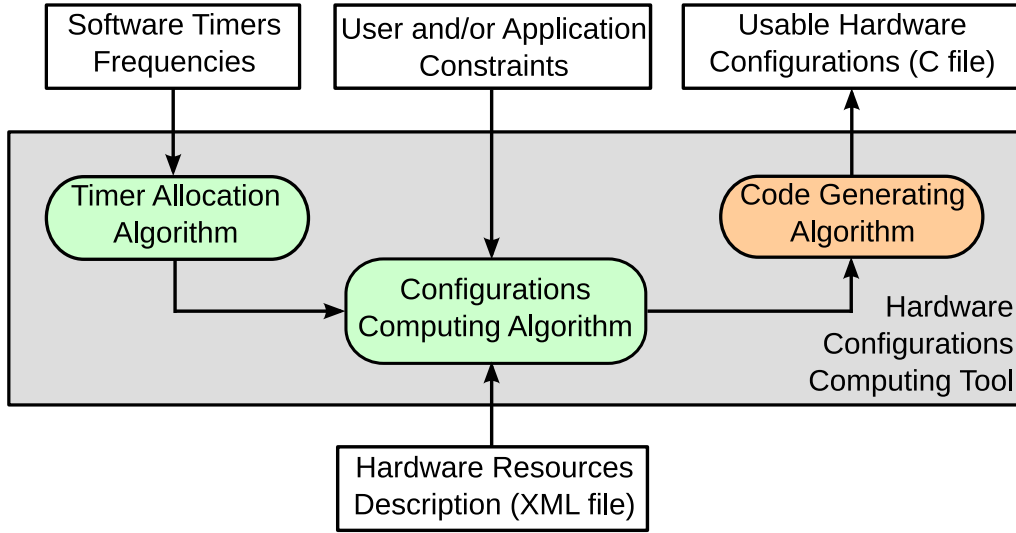 Software Timers
Frequencies
User and/or Application
Constraints
Usable Hardware
Configurations (C file)
Timer Allocation
Algorithm
Code Generating
Algorithm
Configurations
Computing Algorithm
Hardware
Configurations
Computing Tool
Hardware Resources
Description (XML file)